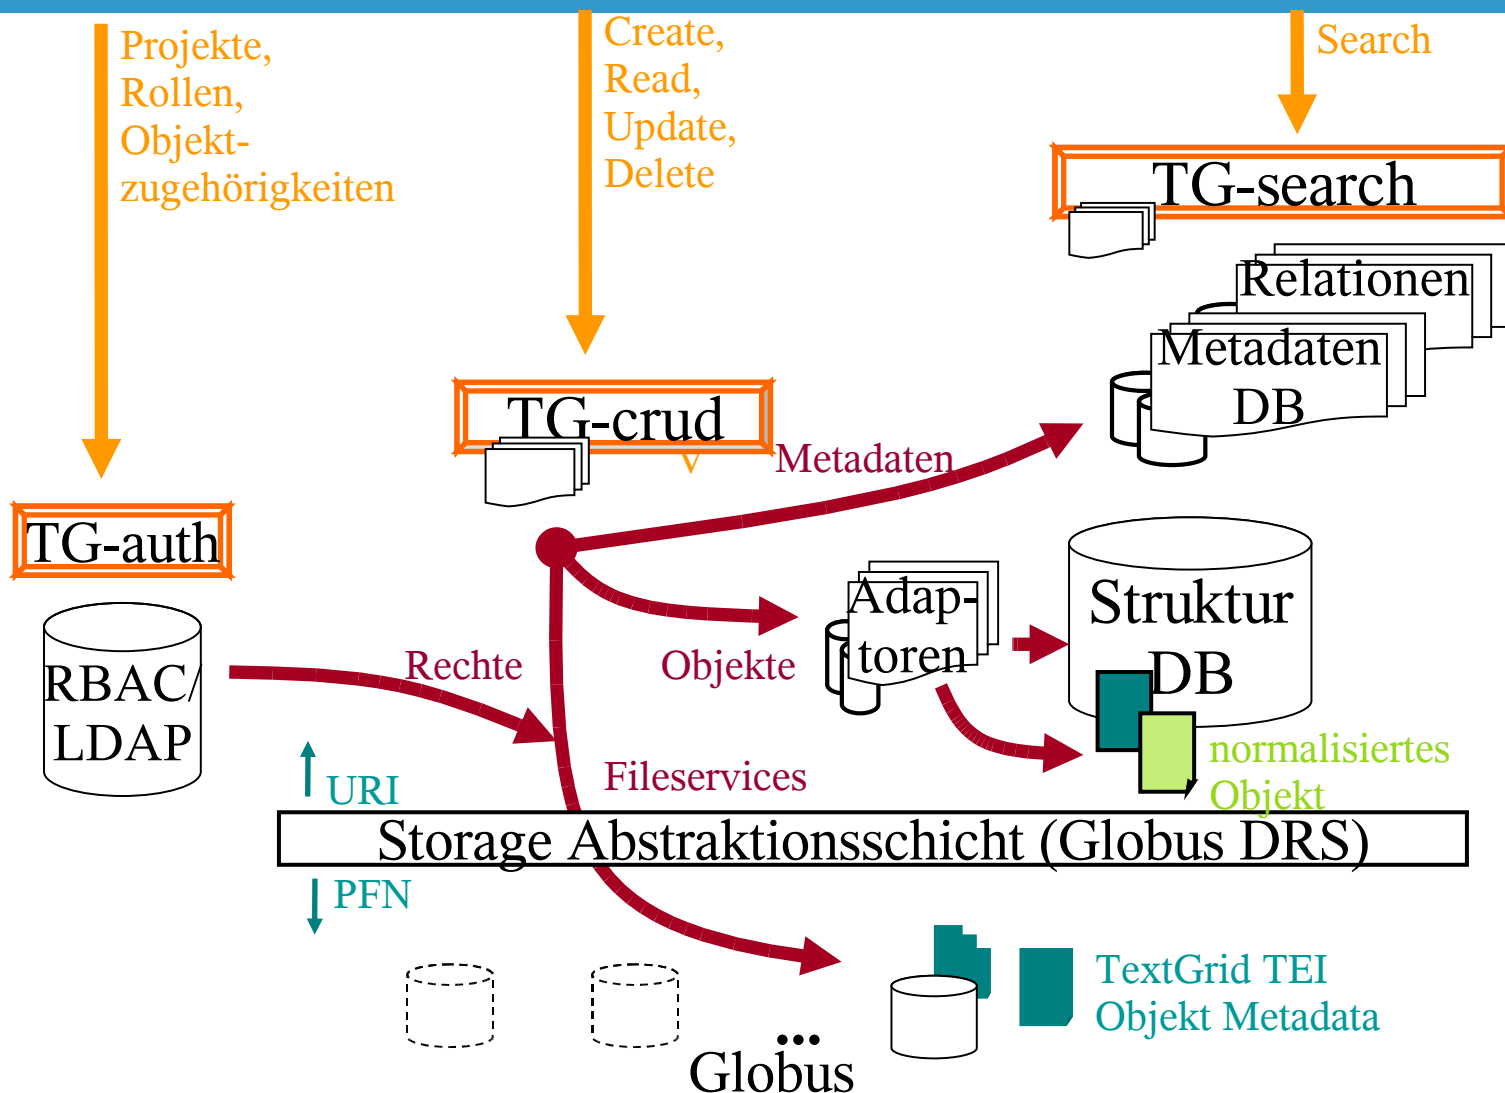 Projekte,
Rollen,
Objekt-
zugehörigkeiten
Create,
Read,
Update,
Delete
Search
TG-search
Relationen
Metadaten
DB
TG-crud
Metadaten
TG-auth
RBAC/
LDAP
Rechte
Objekte
Adap-
toren
Struktur
DB
normalisiertes
Objekt
Fileservices
URI
Storage Abstraktionsschicht (Globus DRS)
PFN
TextGrid TEI
Objekt Metadata
...
Globus